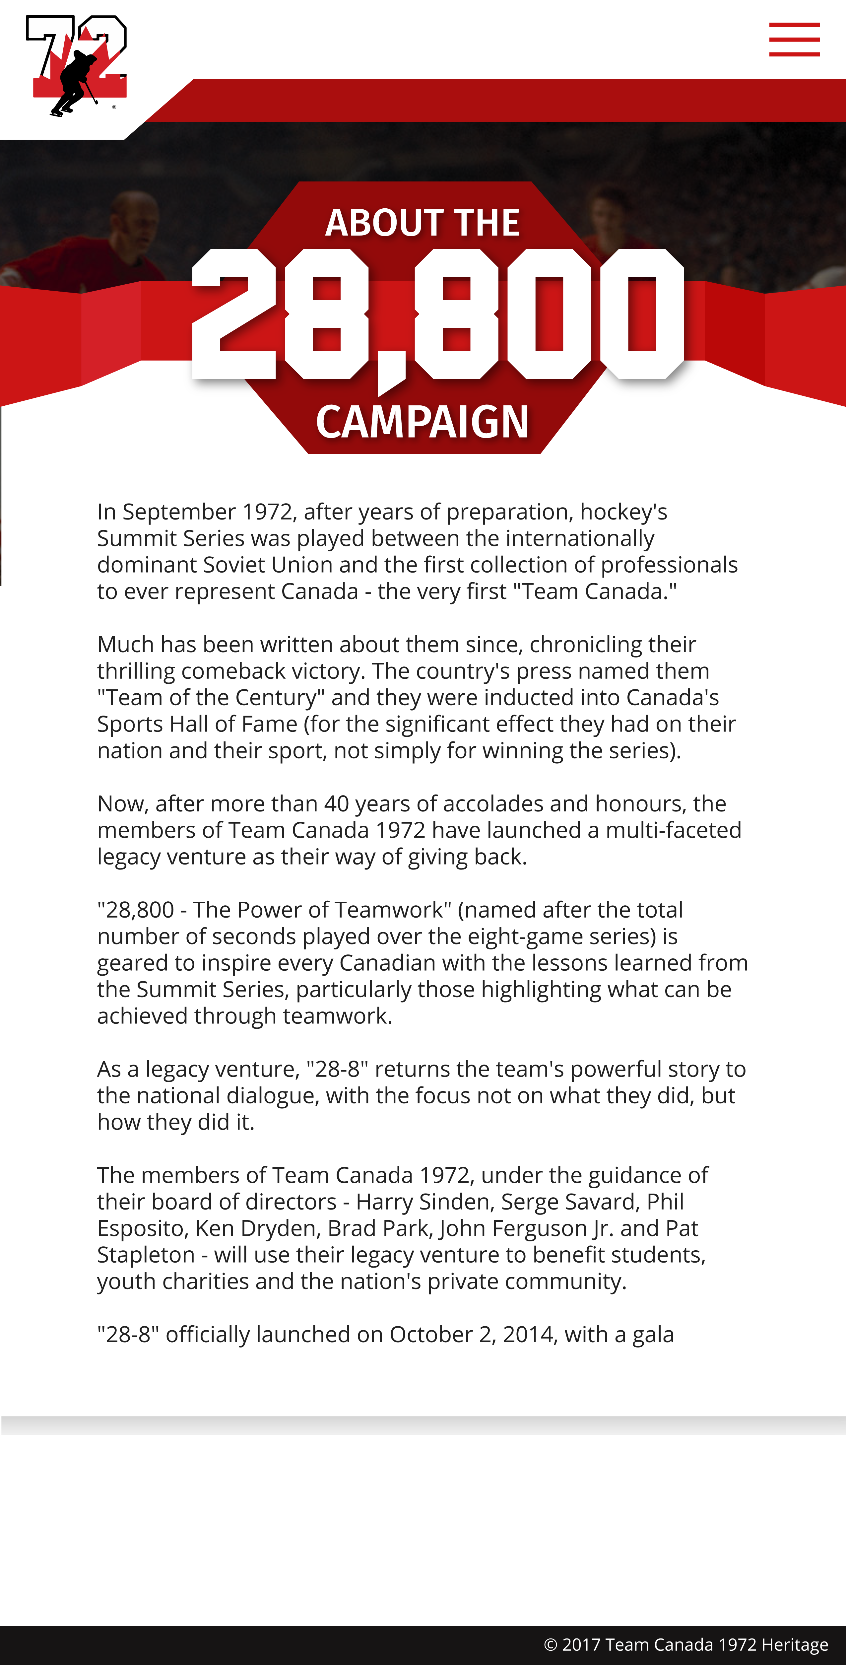 72
ABOUT THE
28,800
CAMPAIGN
In September 1972, after years of preparation, hockey's
Summit Series was played between the internationally
dominant Soviet Union and the first collection of professionals
to ever represent Canada - the very first "Team Canada."
Much has been written about them since, chronicling their
thrilling comeback victory. The country's press named them
"Team of the Century" and they were inducted into Canada's
Sports Hall of Fame (for the significant effect they had on their
nation and their sport, not simply for winning the series).
Now, after more than 40 years of accolades and honours, the
members of Team Canada 1972 have launched a multi-faceted
legacy venture as their way of giving back.
"28,800 - The Power of Teamwork" (named after the total
number of seconds played over the eight-game series) is
geared to inspire every Canadian with the lessons learned from
the Summit Series, particularly those highlighting what can be
achieved through teamwork.
As a legacy venture, "28-8" returns the team's powerful story to
the national dialogue, with the focus not on what they did, but
how they did it.
The members of Team Canada 1972, under the guidance of
their board of directors - Harry Sinden, Serge Savard, Phil
Esposito, Ken Dryden, Brad Park, John Ferguson Jr. and Pat
Stapleton - will use their legacy venture to benefit students,
youth charities and the nation's private community.
"28-8" officially launched on October 2, 2014, with a gala
© 2017 Team Canada 1972 Heritage